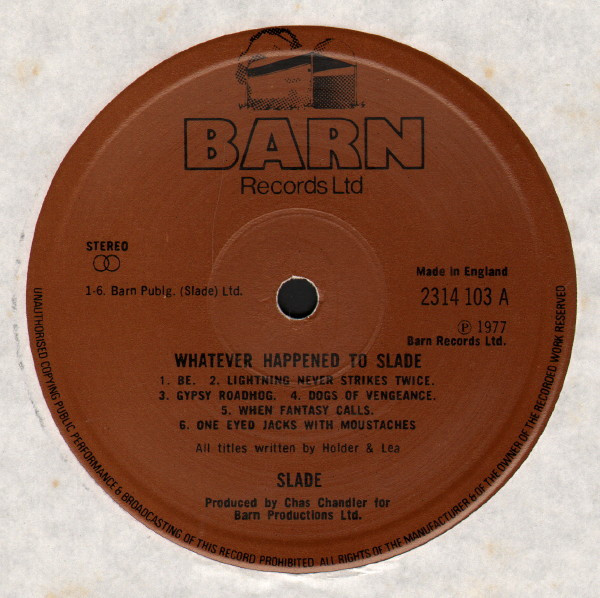 BARN
Records Ltd
STEREO
1-6. Barn Publg. (Slade) Ltd.
Made in England
2314 103 A
Ⓟ 1977
Barn Records Ltd.
WHATEVER HAPPENED TO SLADE
1. BE. 2. LIGHTNING NEVER STRIKES TWICE.
3. GYPSY ROADHOG. 4. DOGS OF VENGEANCE.
5. WHEN FANTASY CALLS.
6. ONE EYED JACKS WITH MOUSTACHES
All titles written by Holder & Lea
SLADE
Produced by Chas Chandler for
Barn Productions Ltd.
UNAUTHORISED COPYING PUBLIC PERFORMANCE & BROADCASTING OF THIS RECORD PROHIBITED. ALL RIGHTS OF THE MANUFACTURER & OF THE OWNER OF THE RECORDED WORK RESERVED